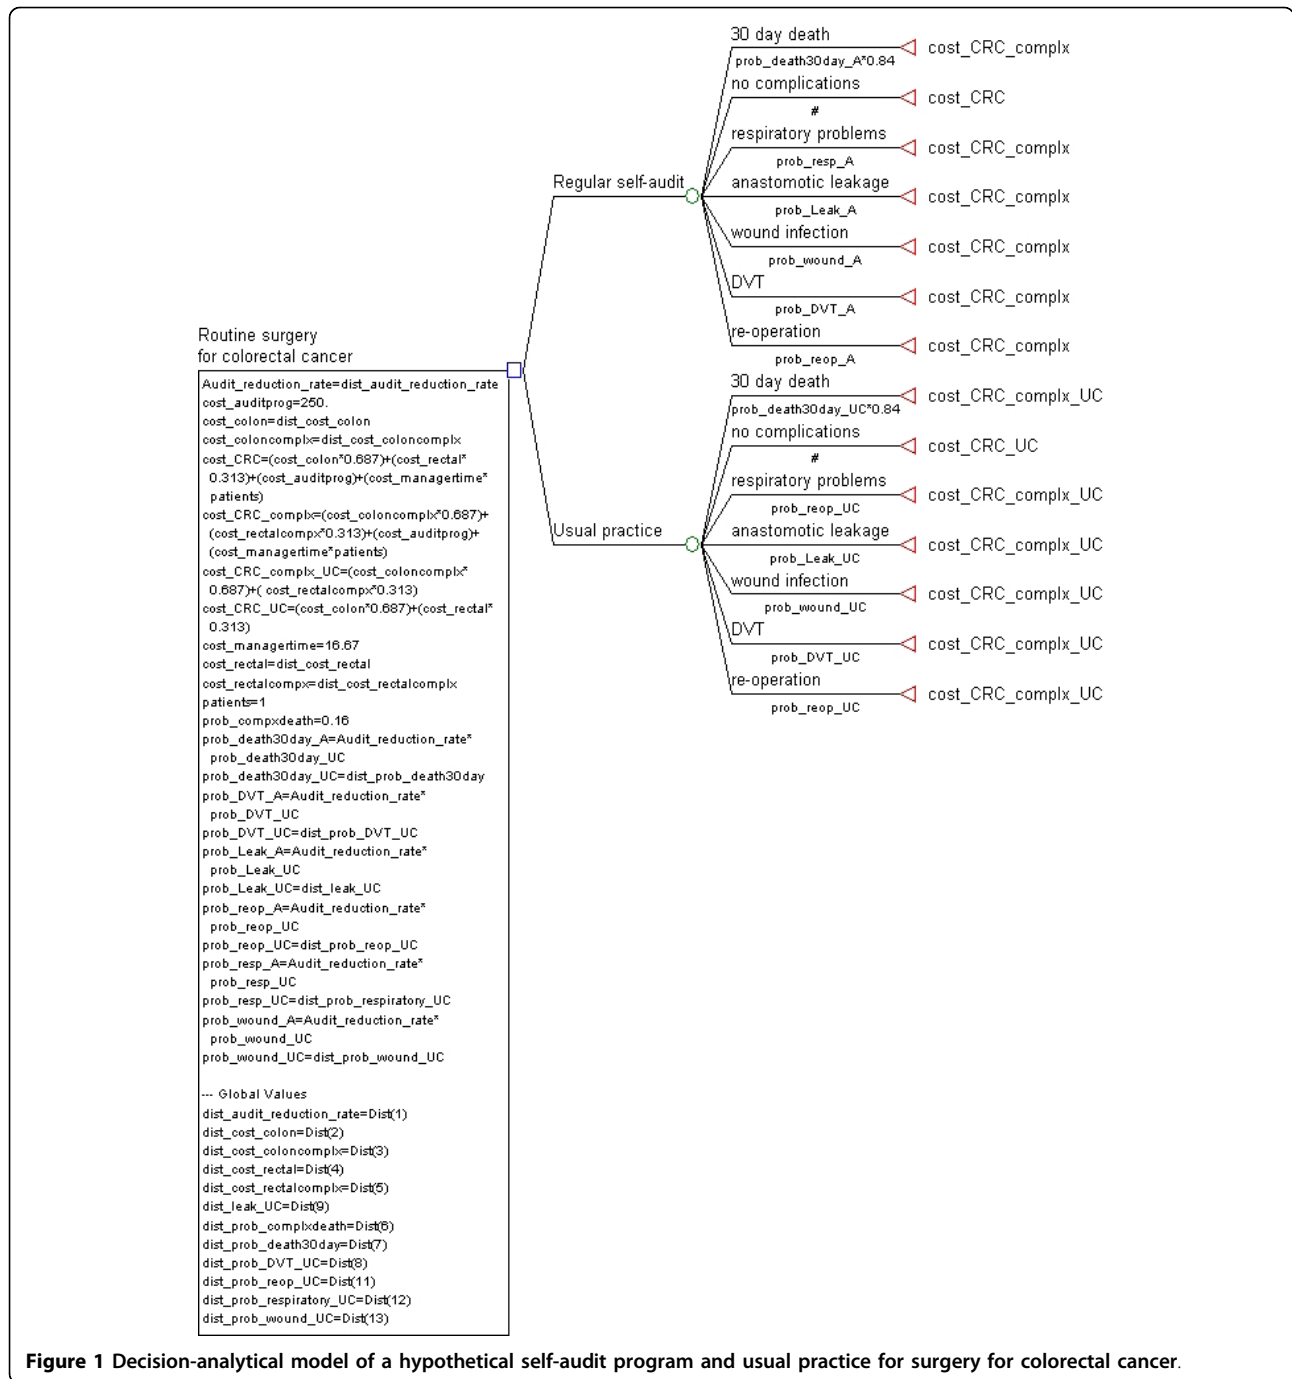 30 day death
prob_death30day_A*0.84
cost_CRC_complx
no complications
#
cost_CRC
respiratory problems
prob_resp_A
cost_CRC_complx
Regular self-audit
anastomotic leakage
prob_Leak_A
cost_CRC_complx
wound infection
prob_wound_A
cost_CRC_complx
DVT
prob_DVT_A
cost_CRC_complx
re-operation
prob_reop_A
cost_CRC_complx
Routine surgery
for colorectal cancer
Audit_reduction_rate=dist_audit_reduction_rate
cost_auditprog=250.
cost_colon=dist_cost_colon
cost_coloncomplx=dist_cost_coloncomplx
cost_CRC=(cost_colon*0.687)+(cost_rectal*
0.313)+(cost_auditprog)+(cost_managertime*
patients)
cost_CRC_complx=(cost_coloncomplx*0.687)+
(cost_rectalcompx*0.313)+(cost_auditprog)+
(cost_managertime*patients)
cost_CRC_complx_UC=(cost_coloncomplx*
0.687)+( cost_rectalcompx*0.313)
cost_CRC_UC=(cost_colon*0.687)+(cost_rectal*
0.313)
cost_managertime=16.67
cost_rectal=dist_cost_rectal
cost_rectalcompx=dist_cost_rectalcomplx
patients=1
prob_compxdeath=0.16
prob_death30day_A=Audit_reduction_rate*
prob_death30day_UC
prob_death30day_UC=dist_prob_death30day
prob_DVT_A=Audit_reduction_rate*
prob_DVT_UC
prob_DVT_UC=dist_prob_DVT_UC
prob_Leak_A=Audit_reduction_rate*
prob_Leak_UC
prob_Leak_UC=dist_leak_UC
prob_reop_A=Audit_reduction_rate*
prob_reop_UC
prob_reop_UC=dist_prob_reop_UC
prob_resp_A=Audit_reduction_rate*
prob_resp_UC
prob_resp_UC=dist_prob_respiratory_UC
prob_wound_A=Audit_reduction_rate*
prob_wound_UC
prob_wound_UC=dist_prob_wound_UC
--- Global Values
dist_audit_reduction_rate=Dist(1)
dist_cost_colon=Dist(2)
dist_cost_coloncomplx=Dist(3)
dist_cost_rectal=Dist(4)
dist_cost_rectalcomplx=Dist(5)
dist_leak_UC=Dist(9)
dist_prob_complxdeath=Dist(6)
dist_prob_death30day=Dist(7)
dist_prob_DVT_UC=Dist(8)
dist_prob_reop_UC=Dist(11)
dist_prob_respiratory_UC=Dist(12)
dist_prob_wound_UC=Dist(13)
30 day death
prob_death30day_UC*0.84
cost_CRC_complx_UC
no complications
#
cost_CRC_UC
respiratory problems
prob_reop_UC
cost_CRC_complx_UC
Usual practice
anastomotic leakage
prob_Leak_UC
cost_CRC_complx_UC
wound infection
prob_wound_UC
cost_CRC_complx_UC
DVT
prob_DVT_UC
cost_CRC_complx_UC
re-operation
prob_reop_UC
cost_CRC_complx_UC
Figure 1 Decision-analytical model of a hypothetical self-audit program and usual practice for surgery for colorectal cancer.